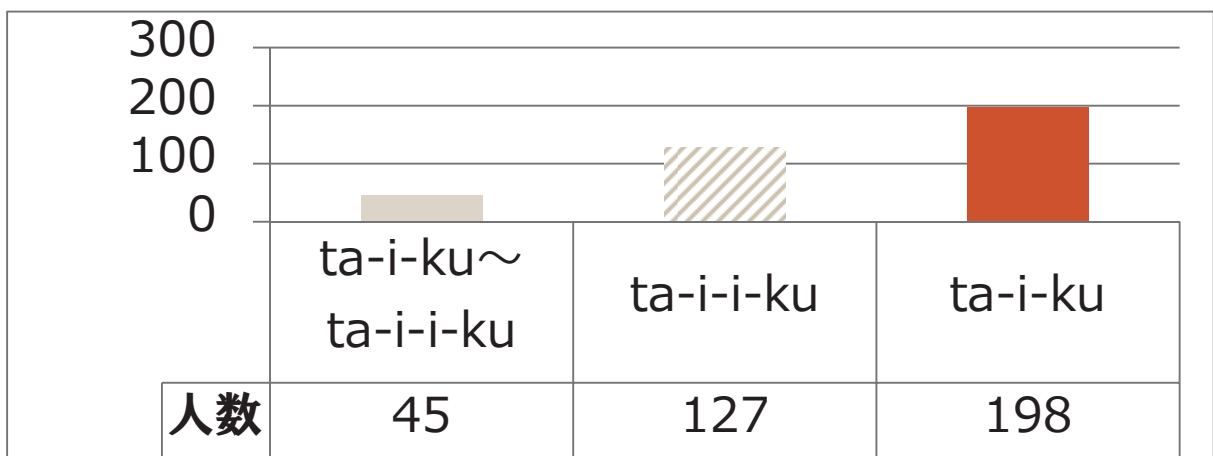 300
200
100
0
ta-i-ku～
ta-i-i-ku
ta-i-i-ku
ta-i-ku
人数 45 127 198